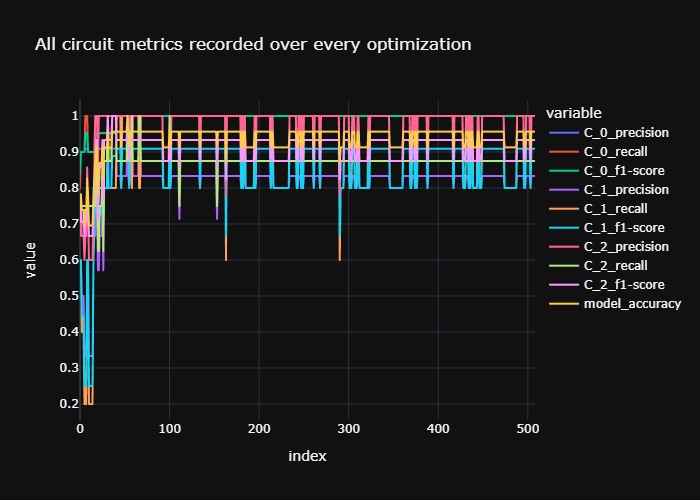 All circuit metrics recorded over every optimization
variable
C_0_precision
C_0_recall
C_0_f1-score
C_1_precision
C_1_recall
C_1_f1-score
C_2_precision
C_2_recall
C_2_f1-score
model_accuracy
value
1
0.9
0.8
0.7
0.6
0.5
0.4
0.3
0.2
0
100
200
300
400
500
index